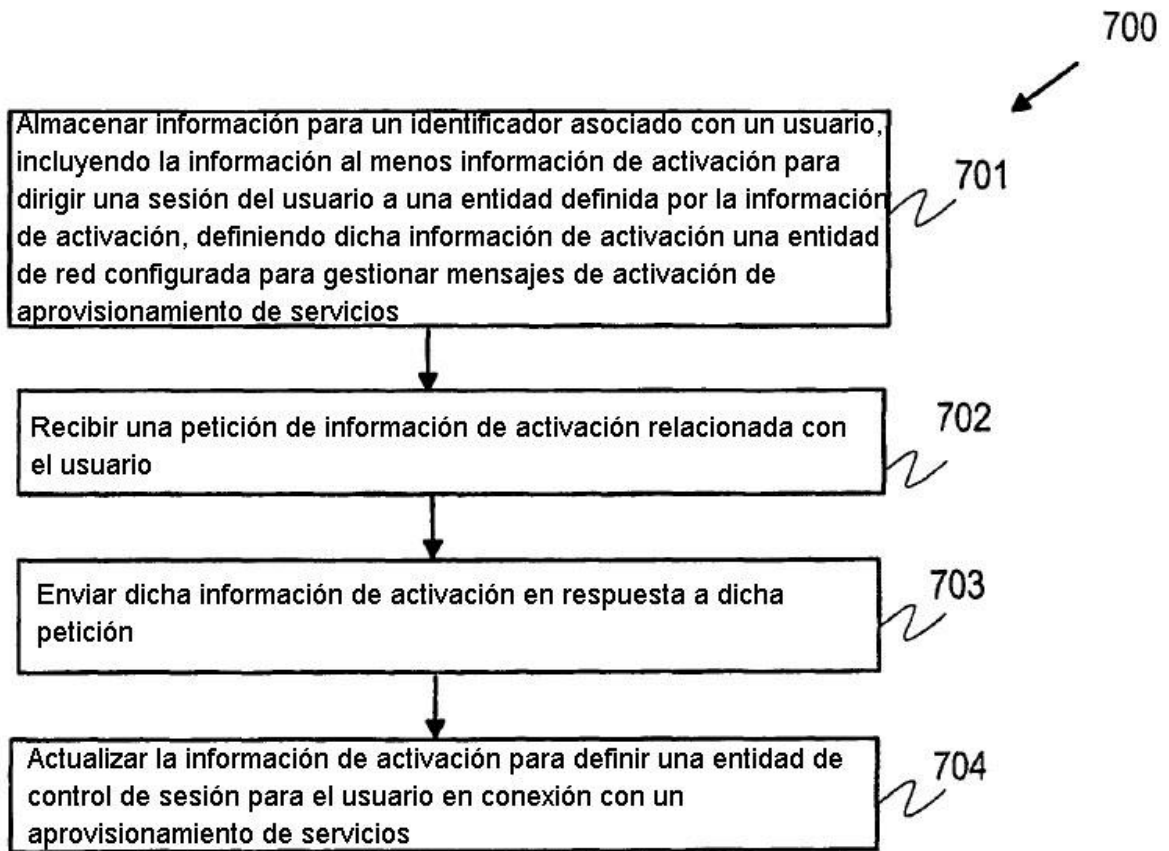 700
Almacenar información para un identificador asociado con un usuario,
incluyendo la información al menos información de activación para
dirigir una sesión del usuario a una entidad definida por la información
de activación, definiendo dicha información de activación una entidad
de red configurada para gestionar mensajes de activación de
aprovisionamiento de servicios
701
Recibir una petición de información de activación relacionada con
el usuario
702
Enviar dicha información de activación en respuesta a dicha
petición
703
Actualizar la información de activación para definir una entidad de
control de sesión para el usuario en conexión con un
aprovisionamiento de servicios
704